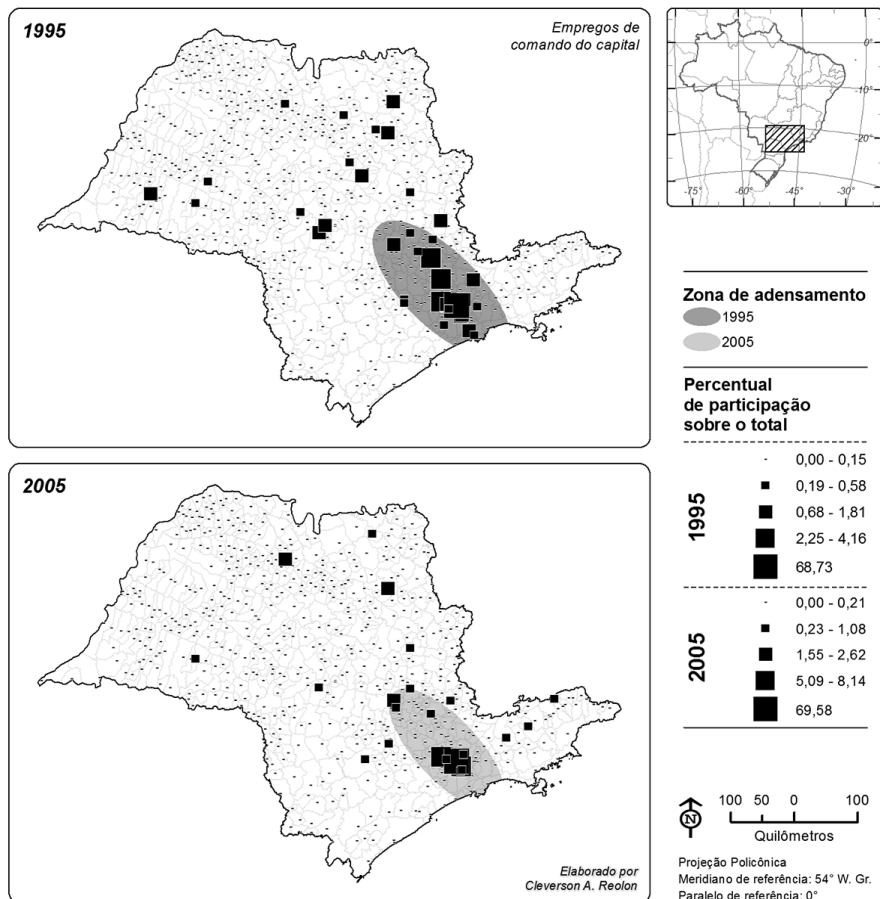 1995
Empregos de
comando do capital
0°
-10°
-20°
-30°
-75°
-60°
-45°
-30°
Zona de adensamento
1995
2005
Percentual
de participação
sobre o total
1995
0,00 - 0,15
0,19 - 0,58
0,68 - 1,81
2,25 - 4,16
68,73
2005
0,00 - 0,21
0,23 - 1,08
1,55 - 2,62
5,09 - 8,14
69,58
2005
Elaborado por
Cleverson A. Reolon
N
100 50 0 100
Quilômetros
Projeção Policônica
Meridiano de referência: 54° W. Gr.
Paralelo de referência: 0°